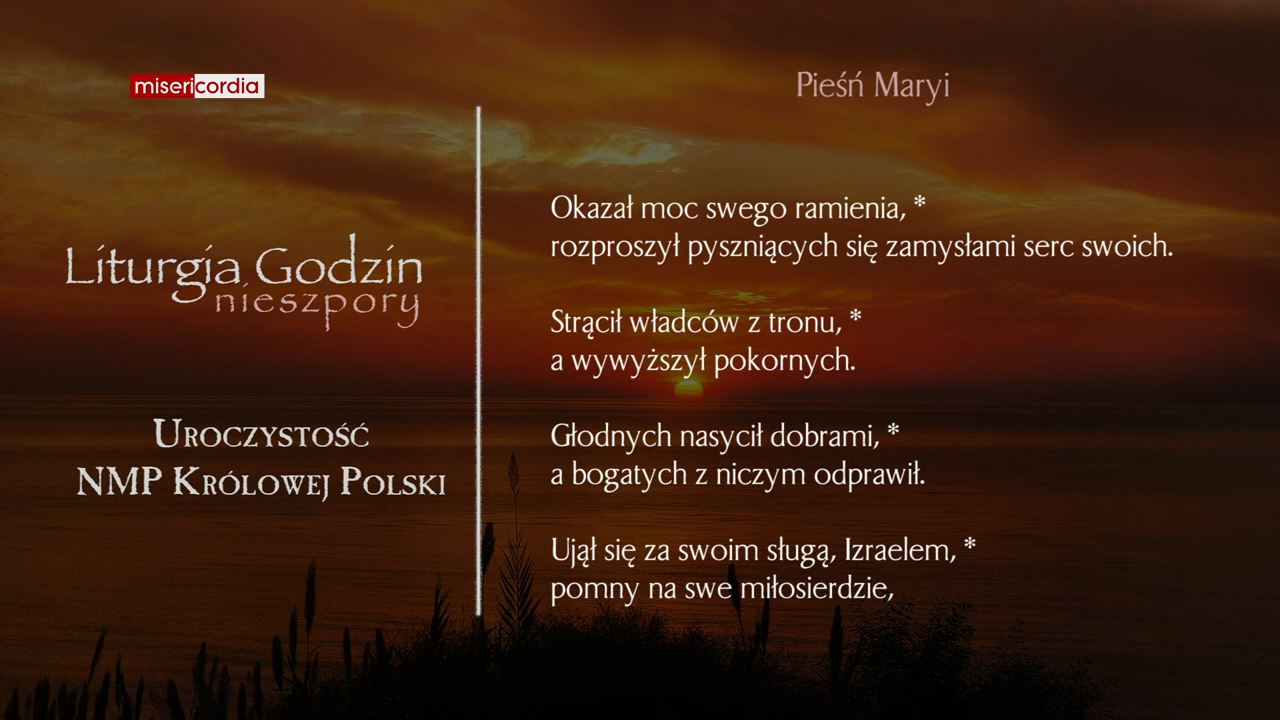 misericordia
Liturgia Godzin
nieszpory
Uroczystość
NMP Królowej Polski
Pieśń Maryi
Okazał moc swego ramienia, *
rozproszył pyszniących się zamysłami serc swoich.
Strącił władców z tronu, *
a wywyższył pokornych.
Głodnych nasycił dobrami, *
a bogatych z niczym odprawił.
Ujął się za swoim sługą, Izraelem, *
pomny na swe miłosierdzie,